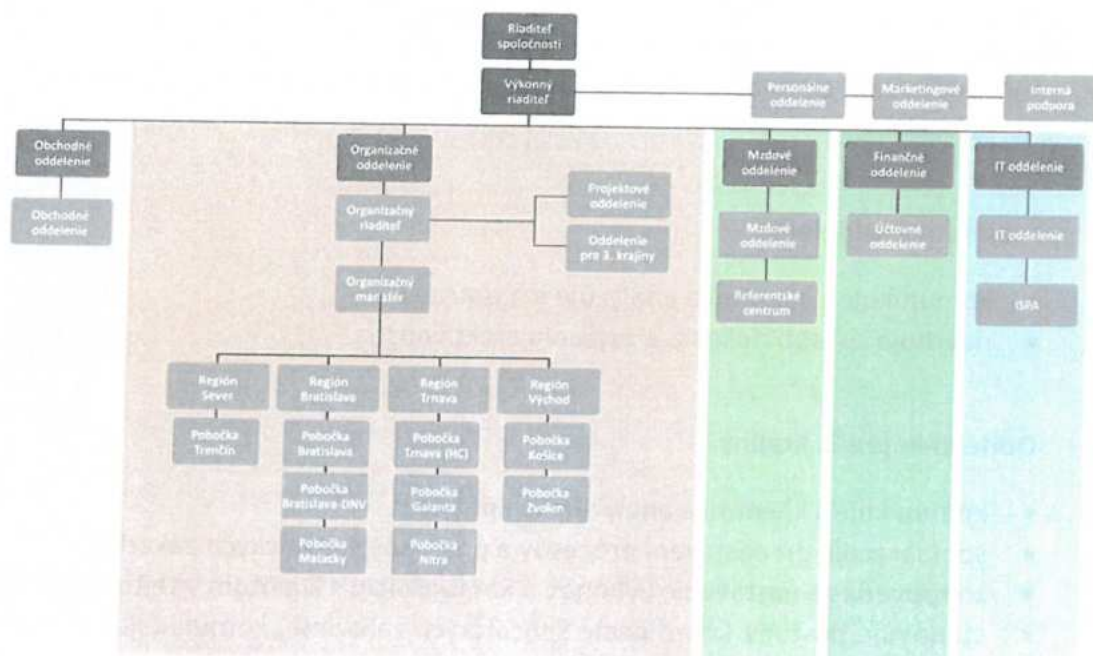 Riaditeľ
spoločnosti
Výkonný
riaditeľ
Personálne
oddelenie
Marketingové
oddelenie
Interná
podpora
Obchodné
oddelenie
Organizačné
oddelenie
Mzdové
oddelenie
Finančné
oddelenie
IT oddelenie
Obchodné
oddelenie
Organizačný
riaditeľ
Projektové
oddelenie
Oddelenie
pre 3. krajiny
Mzdové
oddelenie
Účtovné
oddelenie
IT oddelenie
Organizačný
manažér
Referentské
centrum
ISPA
Región
Sever
Región
Bratislava
Región
Trnava
Región
Východ
Pobočka
Trenčín
Pobočka
Bratislava
Pobočka
Trnava (HC)
Pobočka
Košice
Pobočka
Bratislava-DNV
Pobočka
Galanta
Pobočka
Zvolen
Pobočka
Malacky
Pobočka
Nitra